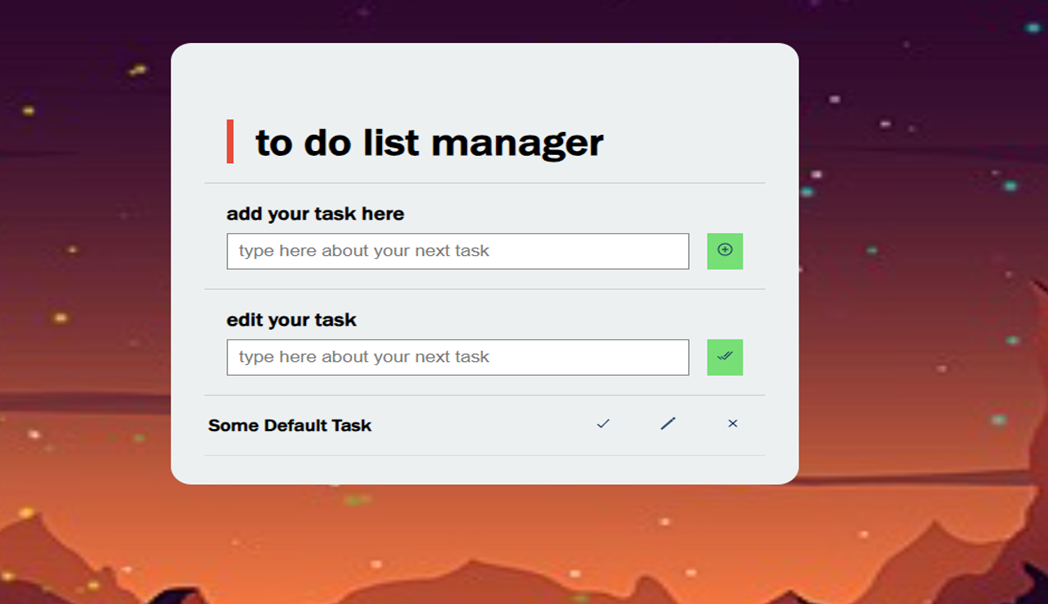 to do list manager
add your task here
type here about your next task
edit your task
type here about your next task
Some Default Task